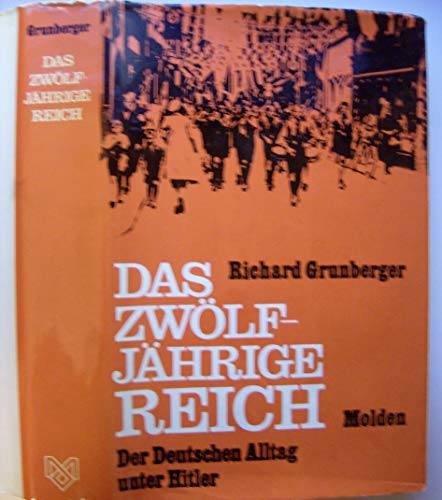 Grunberger
DAS
ZWÖLF-
JÄHRIGE
REICH
Richard Grunberger
DAS
ZWÖLF-
JÄHRIGE
REICH
Molden
Der Deutschen Alltag
unter Hitler